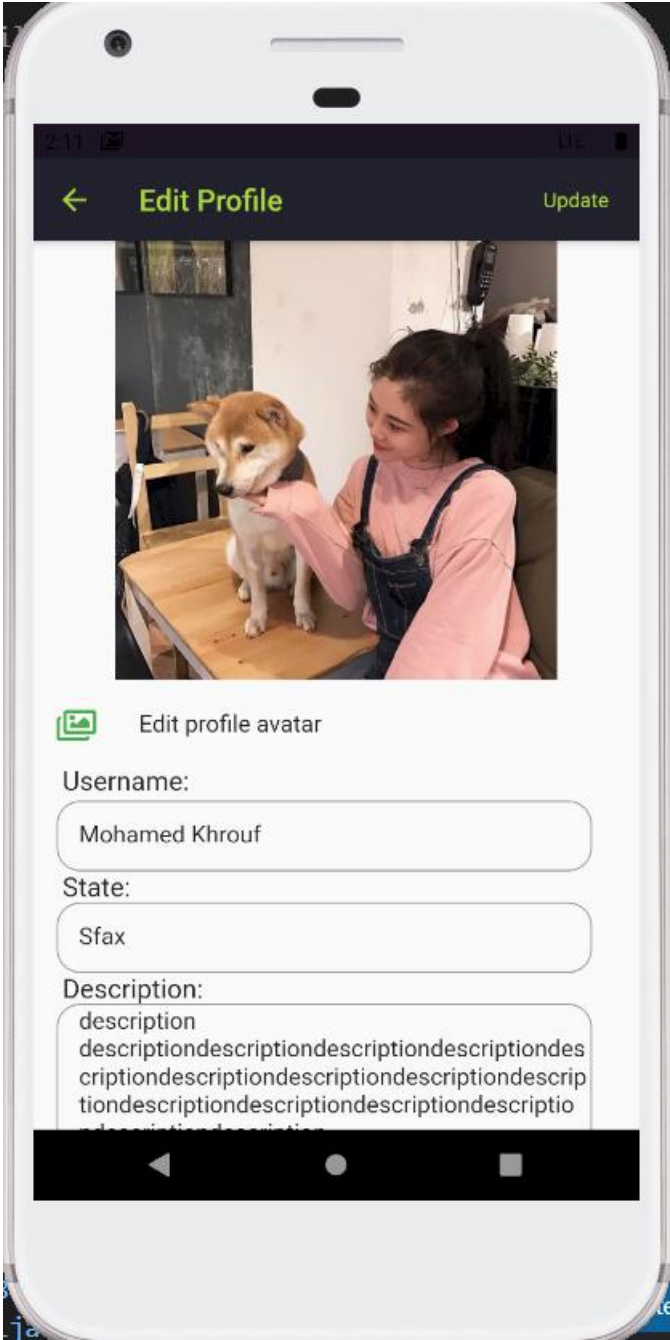 2:11 LTE
Edit Profile Update
Edit profile avatar
Username:
Mohamed Khrouf
State:
Sfax
Description:
description
descriptiondescriptiondescriptiondescriptiondes
criptiondescriptiondescriptiondescriptiondescrip
tiondescriptiondescriptiondescriptiondescriptio
ndescriptiondescription